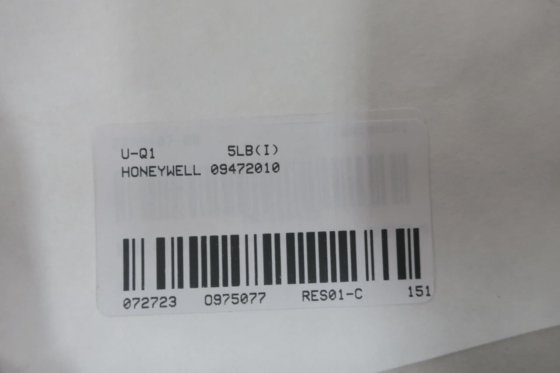 U-Q1 5LB(I)
HONEYWELL 09472010
072723 0975077 RES01-C 151